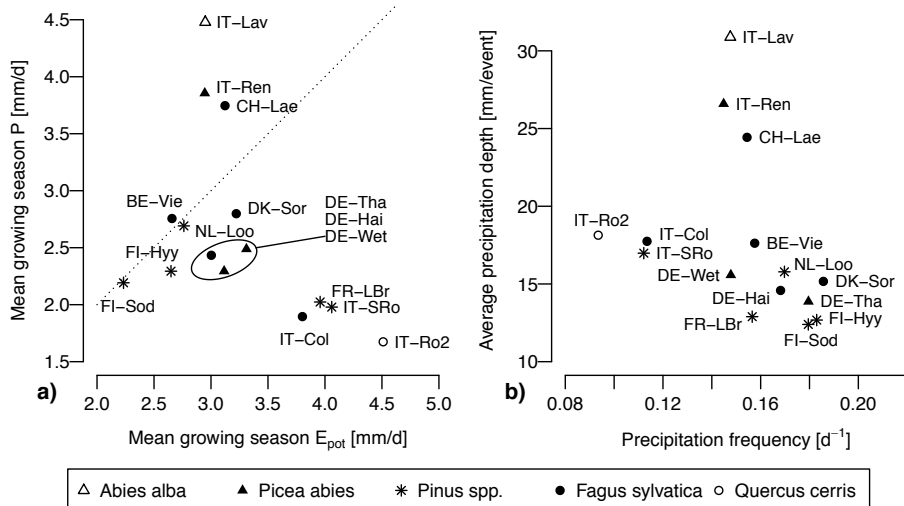 4.5
4.0
3.5
3.0
2.5
2.0
1.5
Mean growing season P [mm/d]
IT−Lav
IT−Ren
CH−Lae
BE−Vie
DK−Sor
DE−Tha
DE−Hai
DE−Wet
NL−Loo
FI−Hyy
FI−Sod
FR−LBr
IT−SRo
IT−Col
IT−Ro2
a)
2.0 2.5 3.0 3.5 4.0 4.5 5.0
Mean growing season Epot [mm/d]
30
25
20
15
10
Average precipitation depth [mm/event]
IT−Lav
IT−Ren
CH−Lae
IT−Ro2
IT−Col
IT−SRo
BE−Vie
NL−Loo
DE−Wet
DK−Sor
DE−Hai
DE−Tha
FR−LBr
FI−Hyy
FI−Sod
b)
0.08 0.12 0.16 0.20
Precipitation frequency [d⁻¹]
Abies alba Picea abies Pinus spp. Fagus sylvatica Quercus cerris